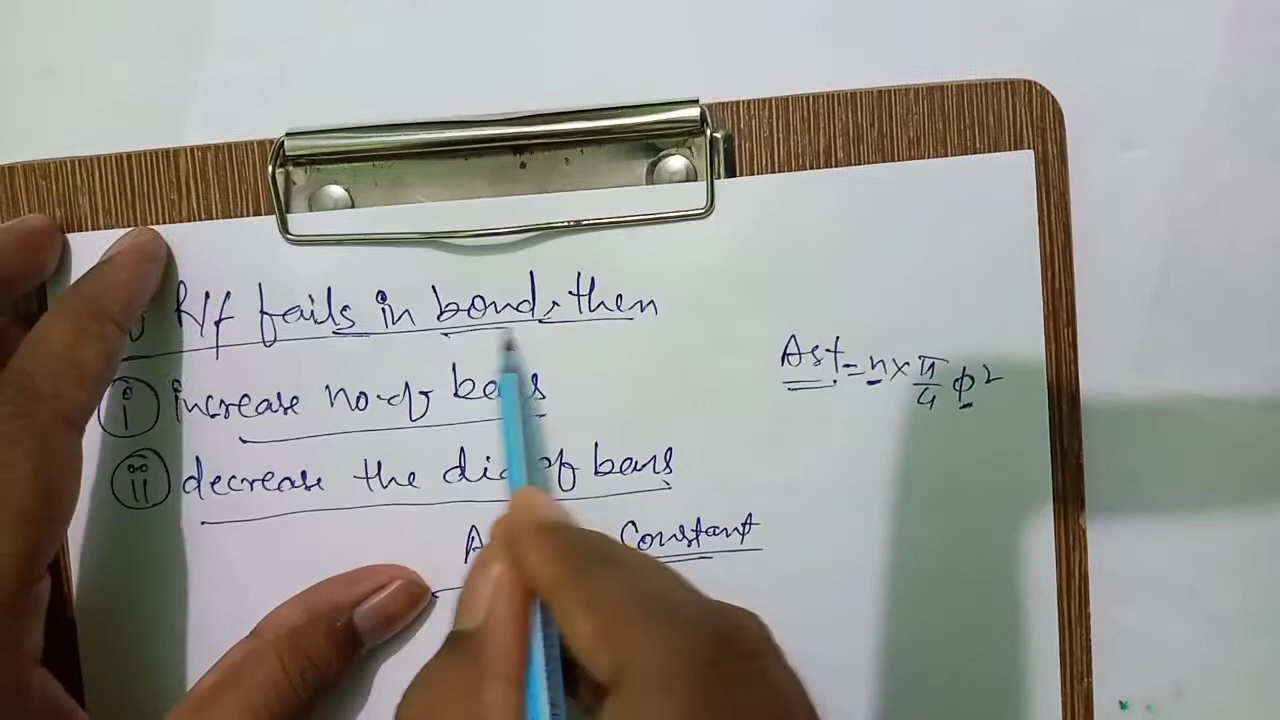 R/f fails in bond, then
(i) increase no. of bars
(ii) decrease the dia of bars
Constant
Ast = n × π/4 ϕ²